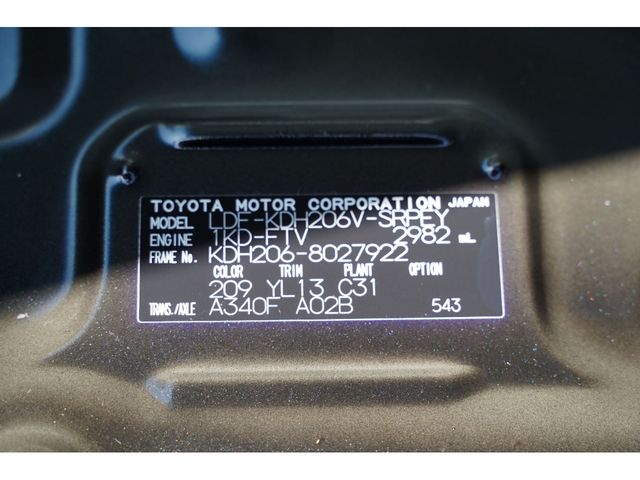 TOYOTA MOTOR CORPORATION JAPAN
MODEL LDF-KDH206V-SRPEY
ENGINE 1KD-FTV 2982 mL
FRAME No. KDH206-8027922
COLOR TRIM PLANT OPTION
209 YL13 C31
TRANS./AXLE A340F A02B 543